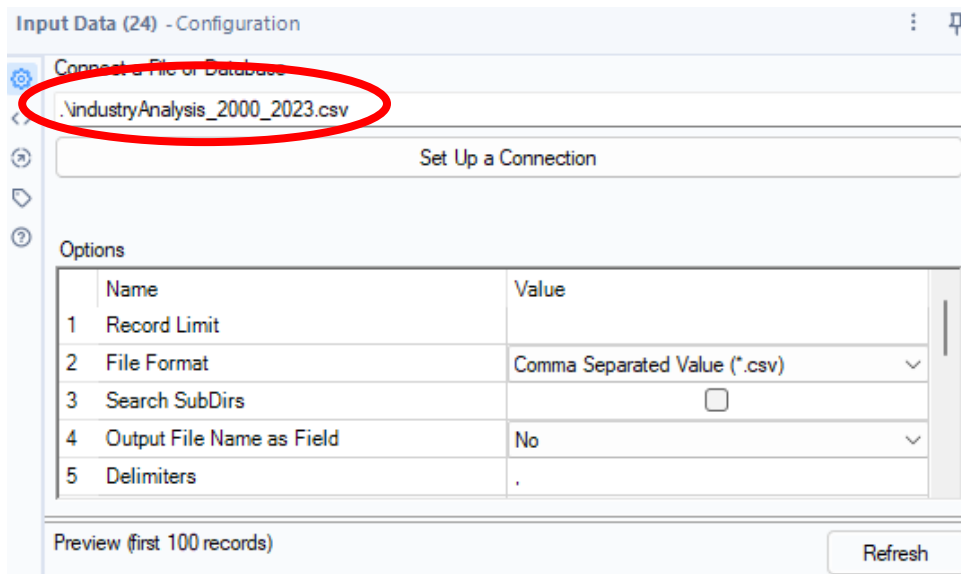 Input Data (24) - Configuration
Connect a File or Database
.\industryAnalysis_2000_2023.csv
Set Up a Connection
Options
Name Value
1 Record Limit
2 File Format Comma Separated Value (*.csv)
3 Search SubDirs
4 Output File Name as Field No
5 Delimiters ,
Preview (first 100 records) Refresh